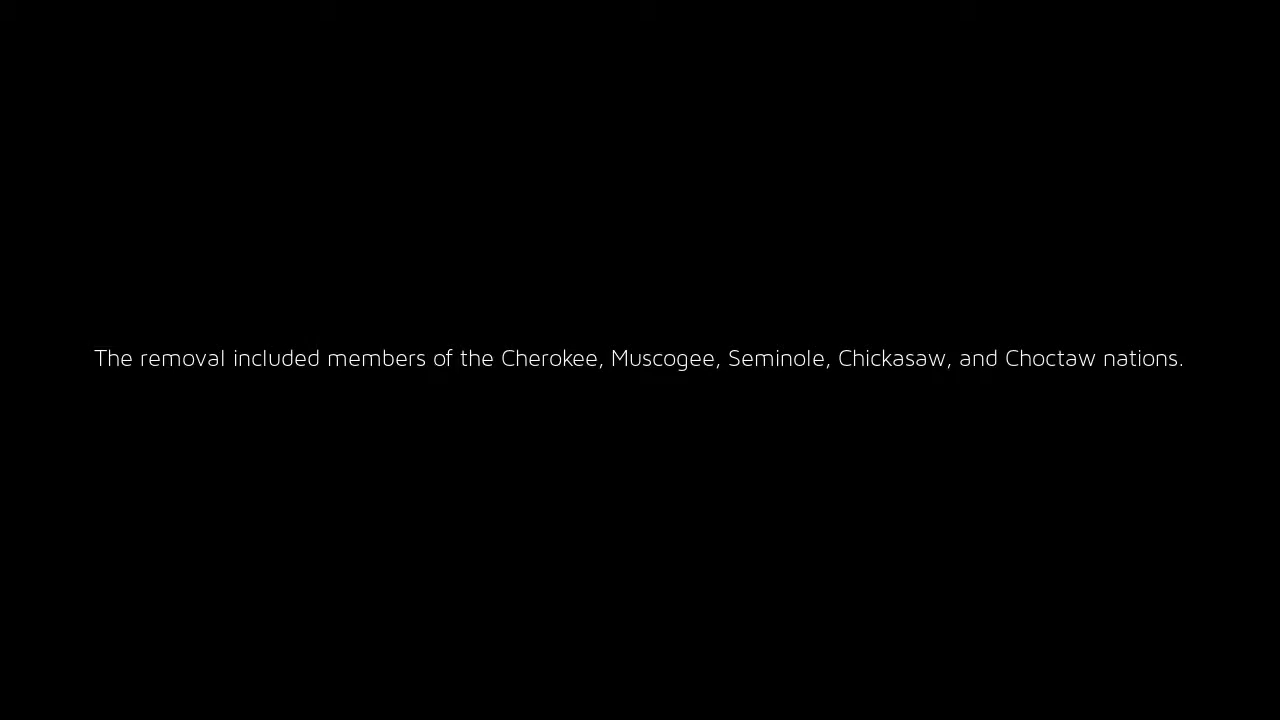 The removal included members of the Cherokee, Muscogee, Seminole, Chickasaw, and Choctaw nations.